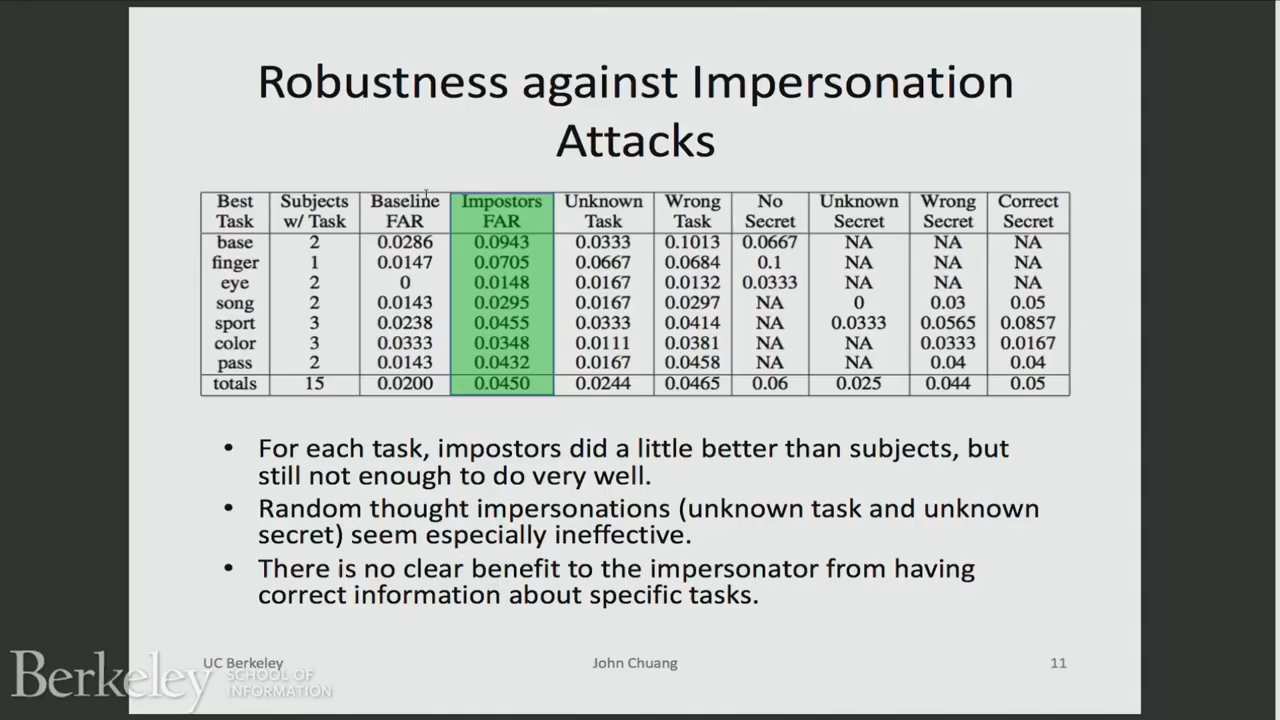 Robustness against Impersonation
Attacks
Best Subjects Baseline Impostors Unknown Wrong No Unknown Wrong Correct
Task w/ Task FAR FAR Task Task Secret Secret Secret Secret
base 2 0.0286 0.0943 0.0333 0.1013 0.0667 NA NA NA
finger 1 0.0147 0.0705 0.0667 0.0684 0.1 NA NA NA
eye 2 0 0.0148 0.0167 0.0132 0.0333 NA NA NA
song 2 0.0143 0.0295 0.0167 0.0297 NA 0 0.03 0.05
sport 3 0.0238 0.0455 0.0333 0.0414 NA 0.0333 0.0565 0.0857
color 3 0.0333 0.0348 0.0111 0.0381 NA NA 0.0333 0.0167
pass 2 0.0143 0.0432 0.0167 0.0458 NA NA 0.04 0.04
totals 15 0.0200 0.0450 0.0244 0.0465 0.06 0.025 0.044 0.05
• For each task, impostors did a little better than subjects, but
still not enough to do very well.
• Random thought impersonations (unknown task and unknown
secret) seem especially ineffective.
• There is no clear benefit to the impersonator from having
correct information about specific tasks.
UC Berkeley John Chuang 11
Berkeley SCHOOL OF
INFORMATION